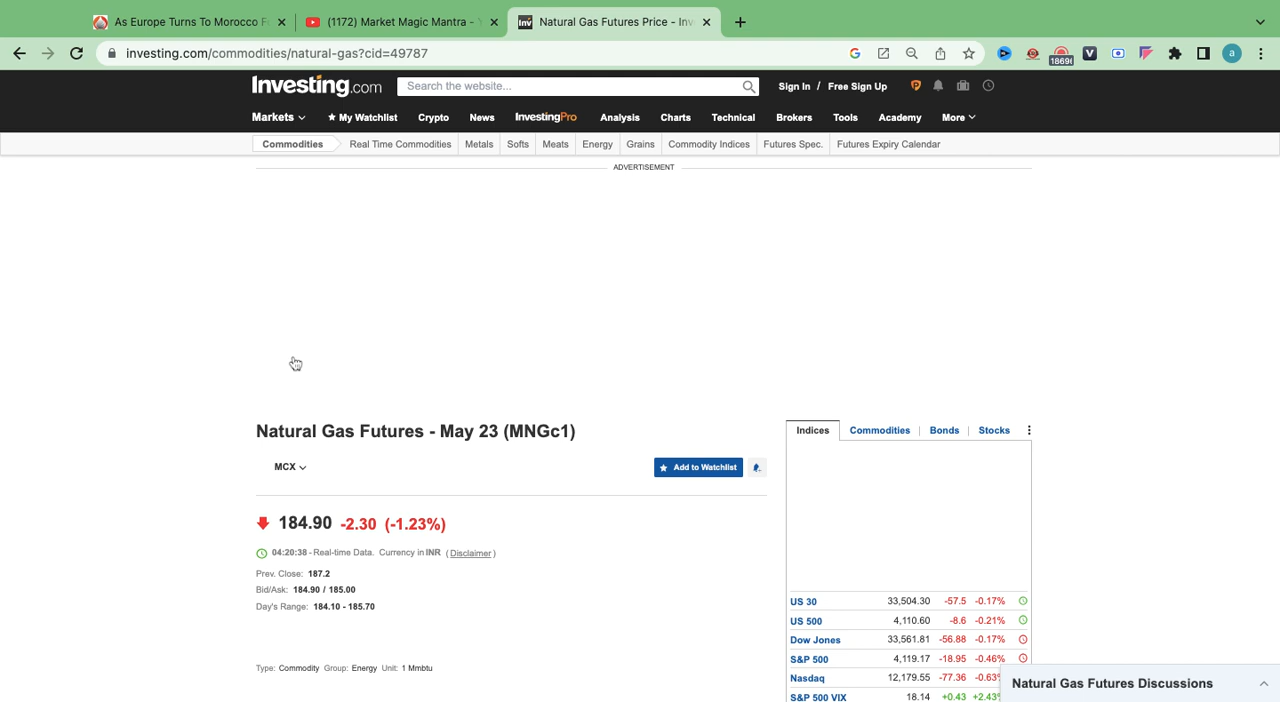 As Europe Turns To Morocco F
(1172) Market Magic Mantra -
Natural Gas Futures Price - Inv
investing.com/commodities/natural-gas?cid=49787
1869
a
Investing.com
Search the website...
Sign In / Free Sign Up
Markets
My Watchlist
Crypto
News
InvestingPro
Analysis
Charts
Technical
Brokers
Tools
Academy
More
Commodities
Real Time Commodities
Metals
Softs
Meats
Energy
Grains
Commodity Indices
Futures Spec.
Futures Expiry Calendar
ADVERTISEMENT
Natural Gas Futures - May 23 (MNGc1)
MCX
Add to Watchlist
184.90 -2.30 (-1.23%)
04:20:38 - Real-time Data. Currency in INR ( Disclaimer )
Prev. Close: 187.2
Bid/Ask: 184.90 / 185.00
Day's Range: 184.10 - 185.70
Type: Commodity Group: Energy Unit: 1 Mmbtu
Indices
Commodities
Bonds
Stocks
US 30 33,504.30 -57.5 -0.17%
US 500 4,110.60 -8.6 -0.21%
Dow Jones 33,561.81 -56.88 -0.17%
S&P 500 4,119.17 -18.95 -0.46%
Nasdaq 12,179.55 -77.36 -0.63%
S&P 500 VIX 18.14 +0.43 +2.43%
Natural Gas Futures Discussions